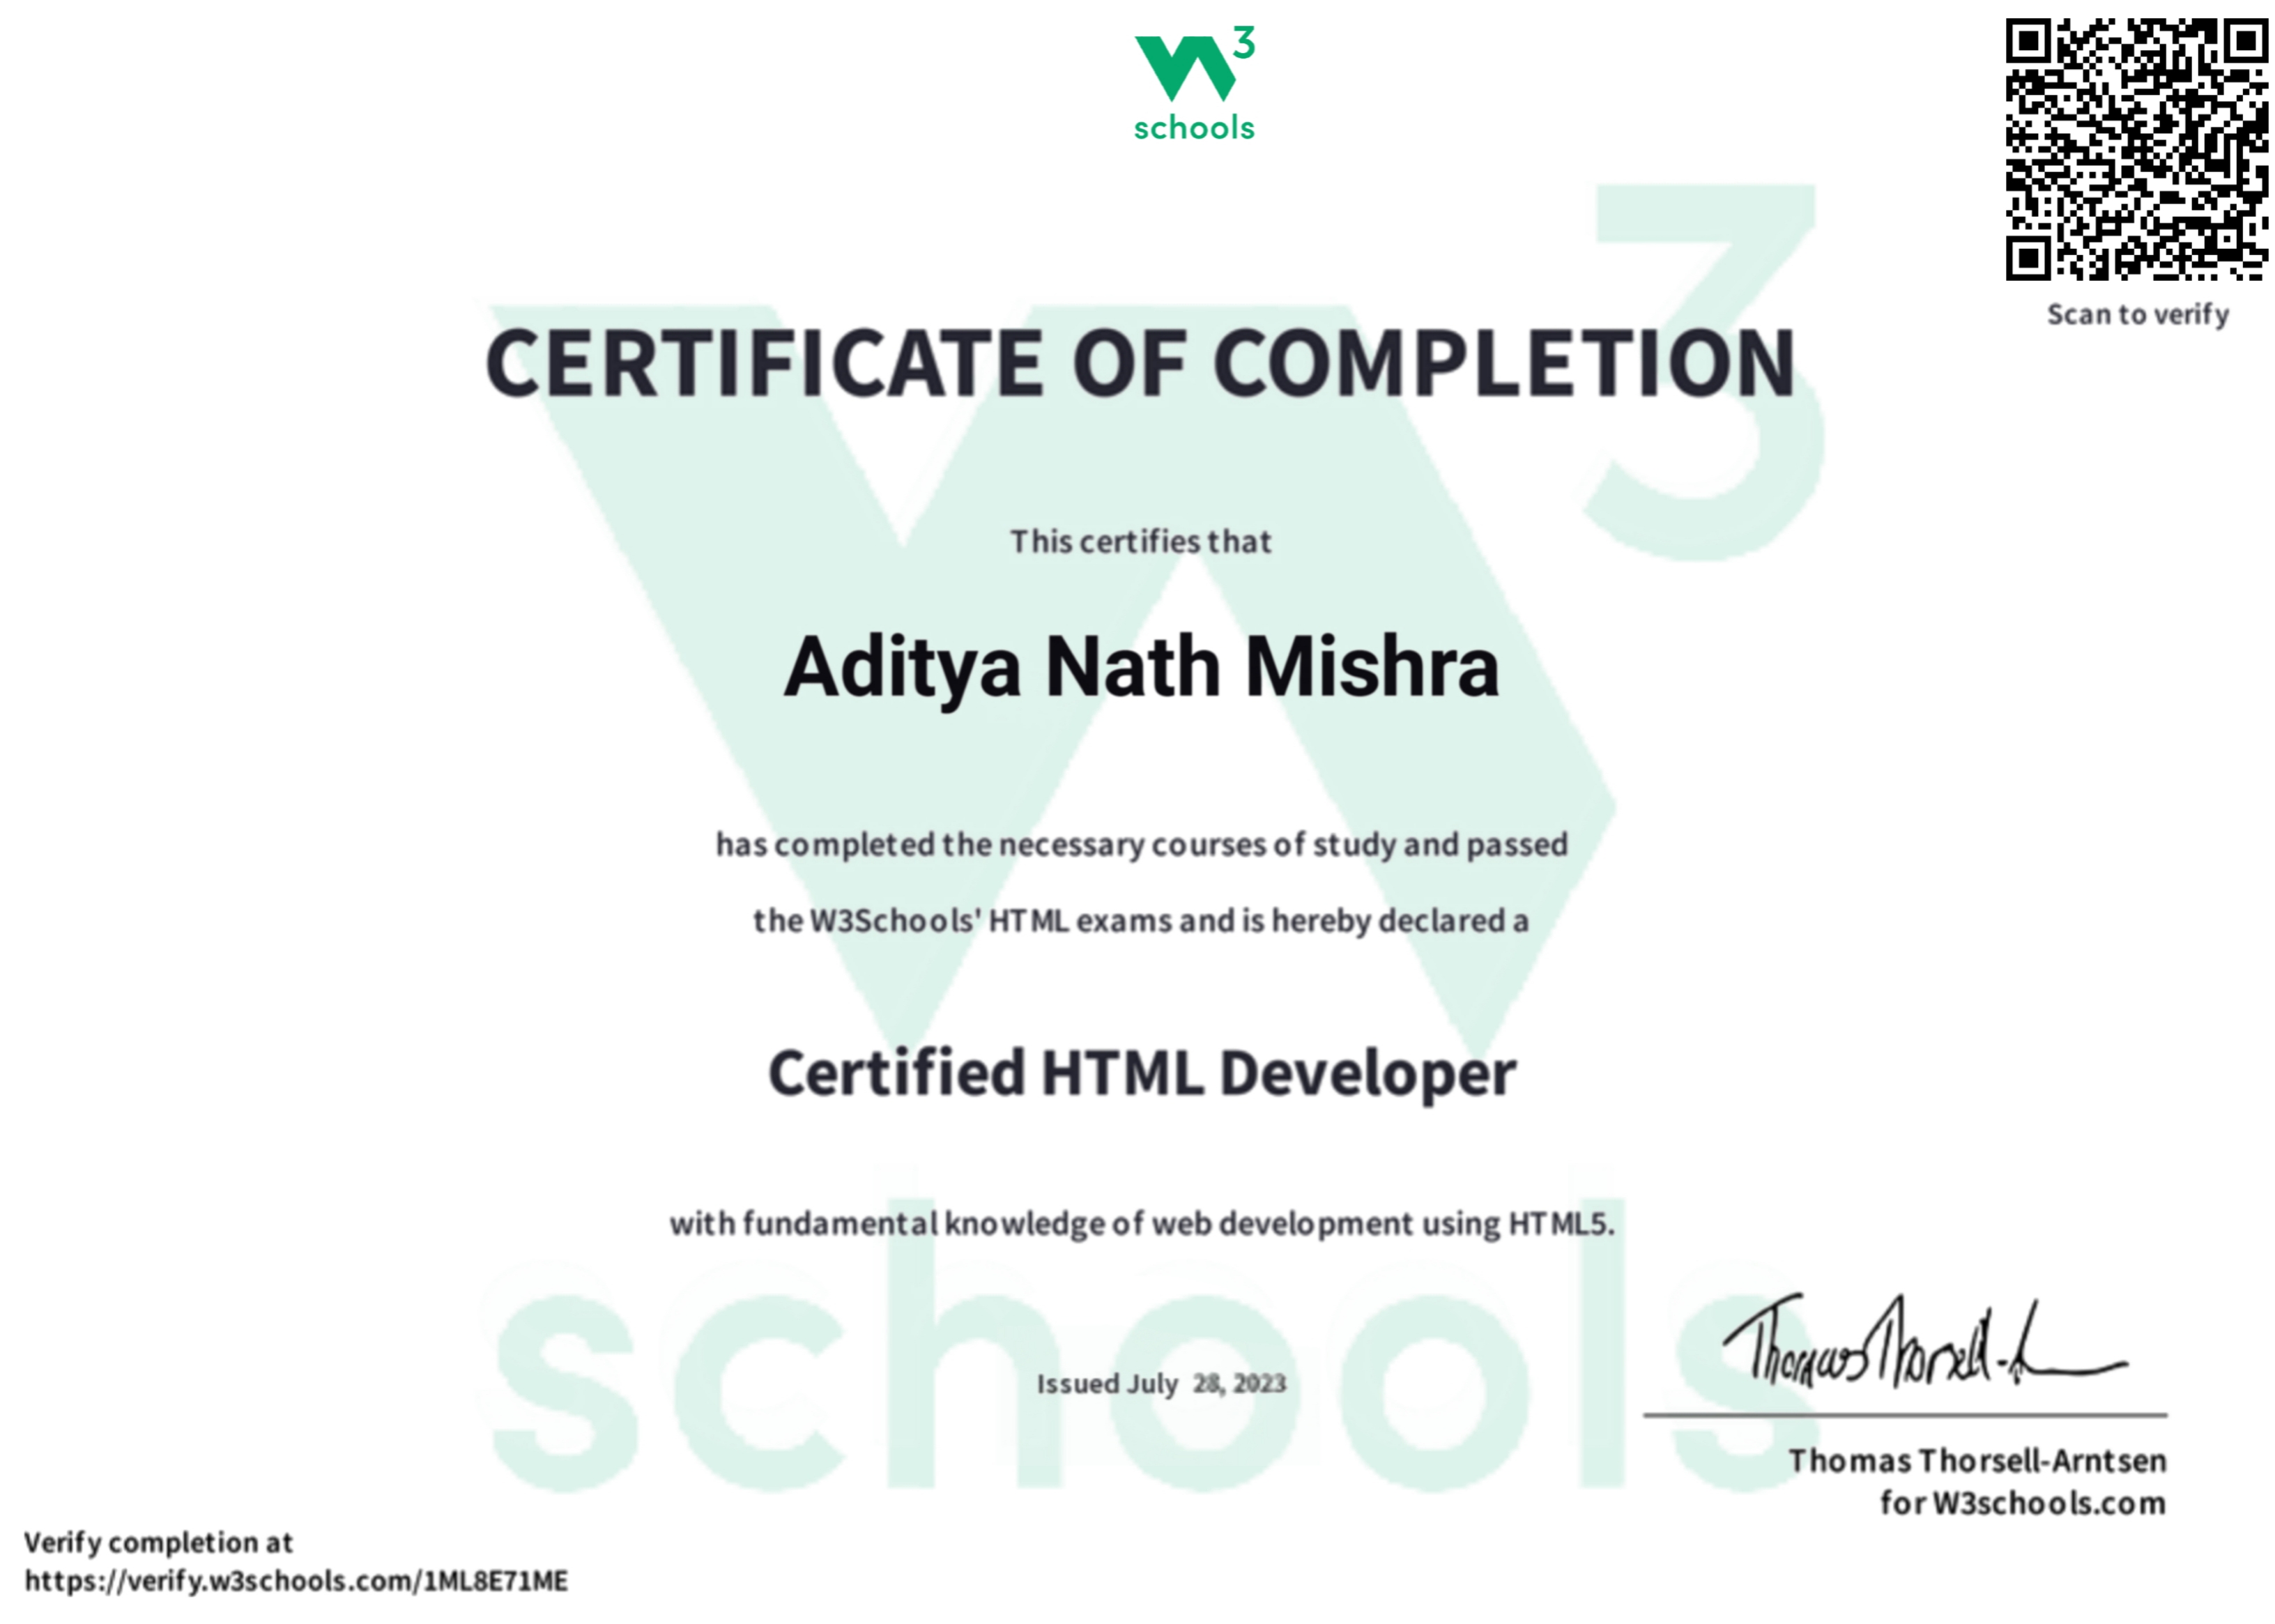 W3
schools
Scan to verify
CERTIFICATE OF COMPLETION
This certifies that
Aditya Nath Mishra
has completed the necessary courses of study and passed
the W3Schools' HTML exams and is hereby declared a
Certified HTML Developer
with fundamental knowledge of web development using HTML5.
Issued July 28, 2023
Thomas Thorsell-Arntsen
for W3schools.com
Verify completion at
https://verify.w3schools.com/1ML8E71ME
W3
schools